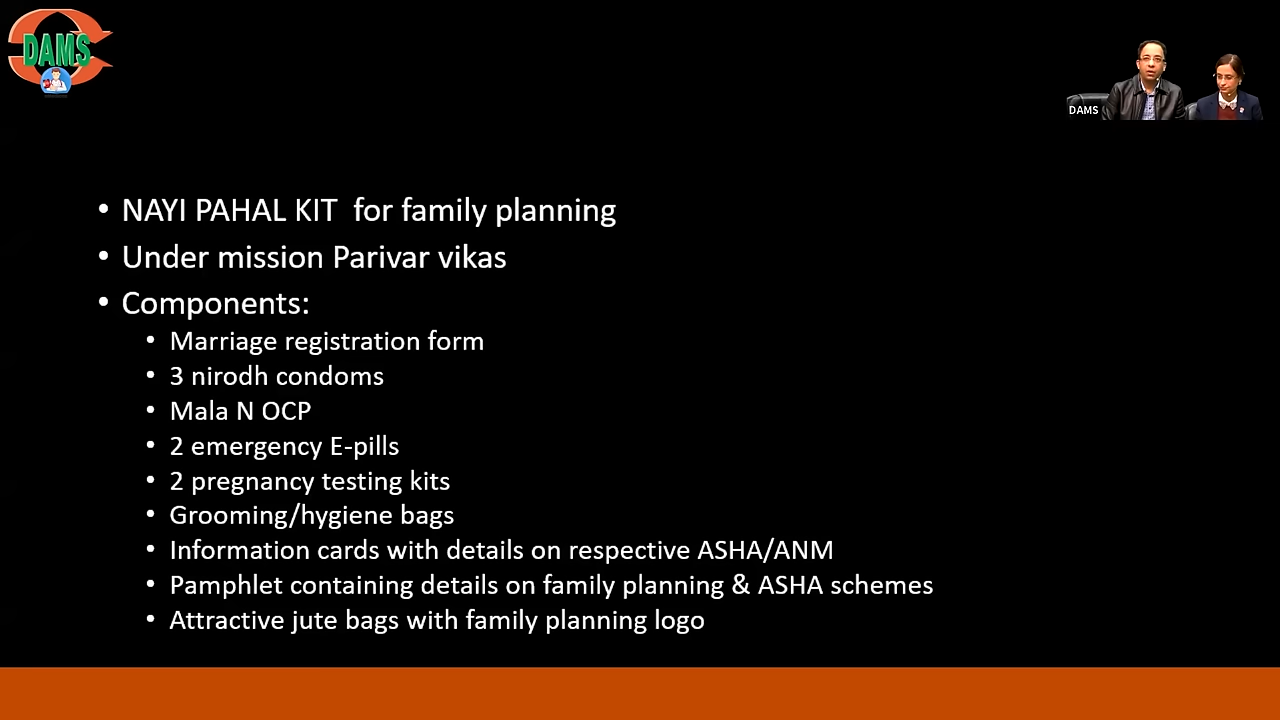 DAMS
DAMS
• NAYI PAHAL KIT for family planning
• Under mission Parivar vikas
• Components:
• Marriage registration form
• 3 nirodh condoms
• Mala N OCP
• 2 emergency E-pills
• 2 pregnancy testing kits
• Grooming/hygiene bags
• Information cards with details on respective ASHA/ANM
• Pamphlet containing details on family planning & ASHA schemes
• Attractive jute bags with family planning logo